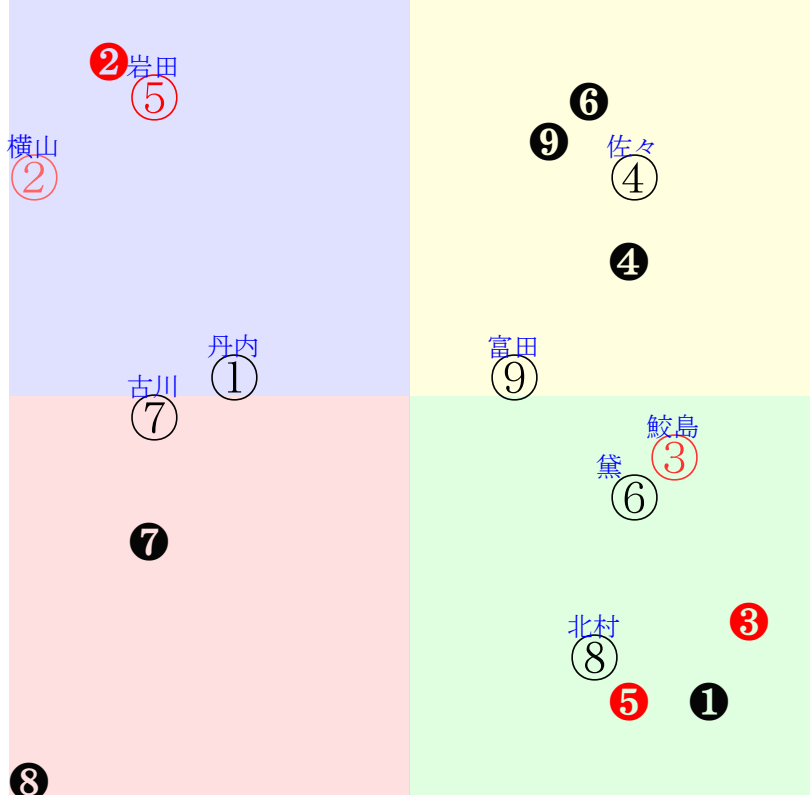 ❷
岩田
⑤
❻
❾
横山
②
佐々
④
❹
丹内
①
富田
⑨
古川
⑦
鮫島
③
黛
⑥
❼
❸
北村
⑧
❺
❶
❽